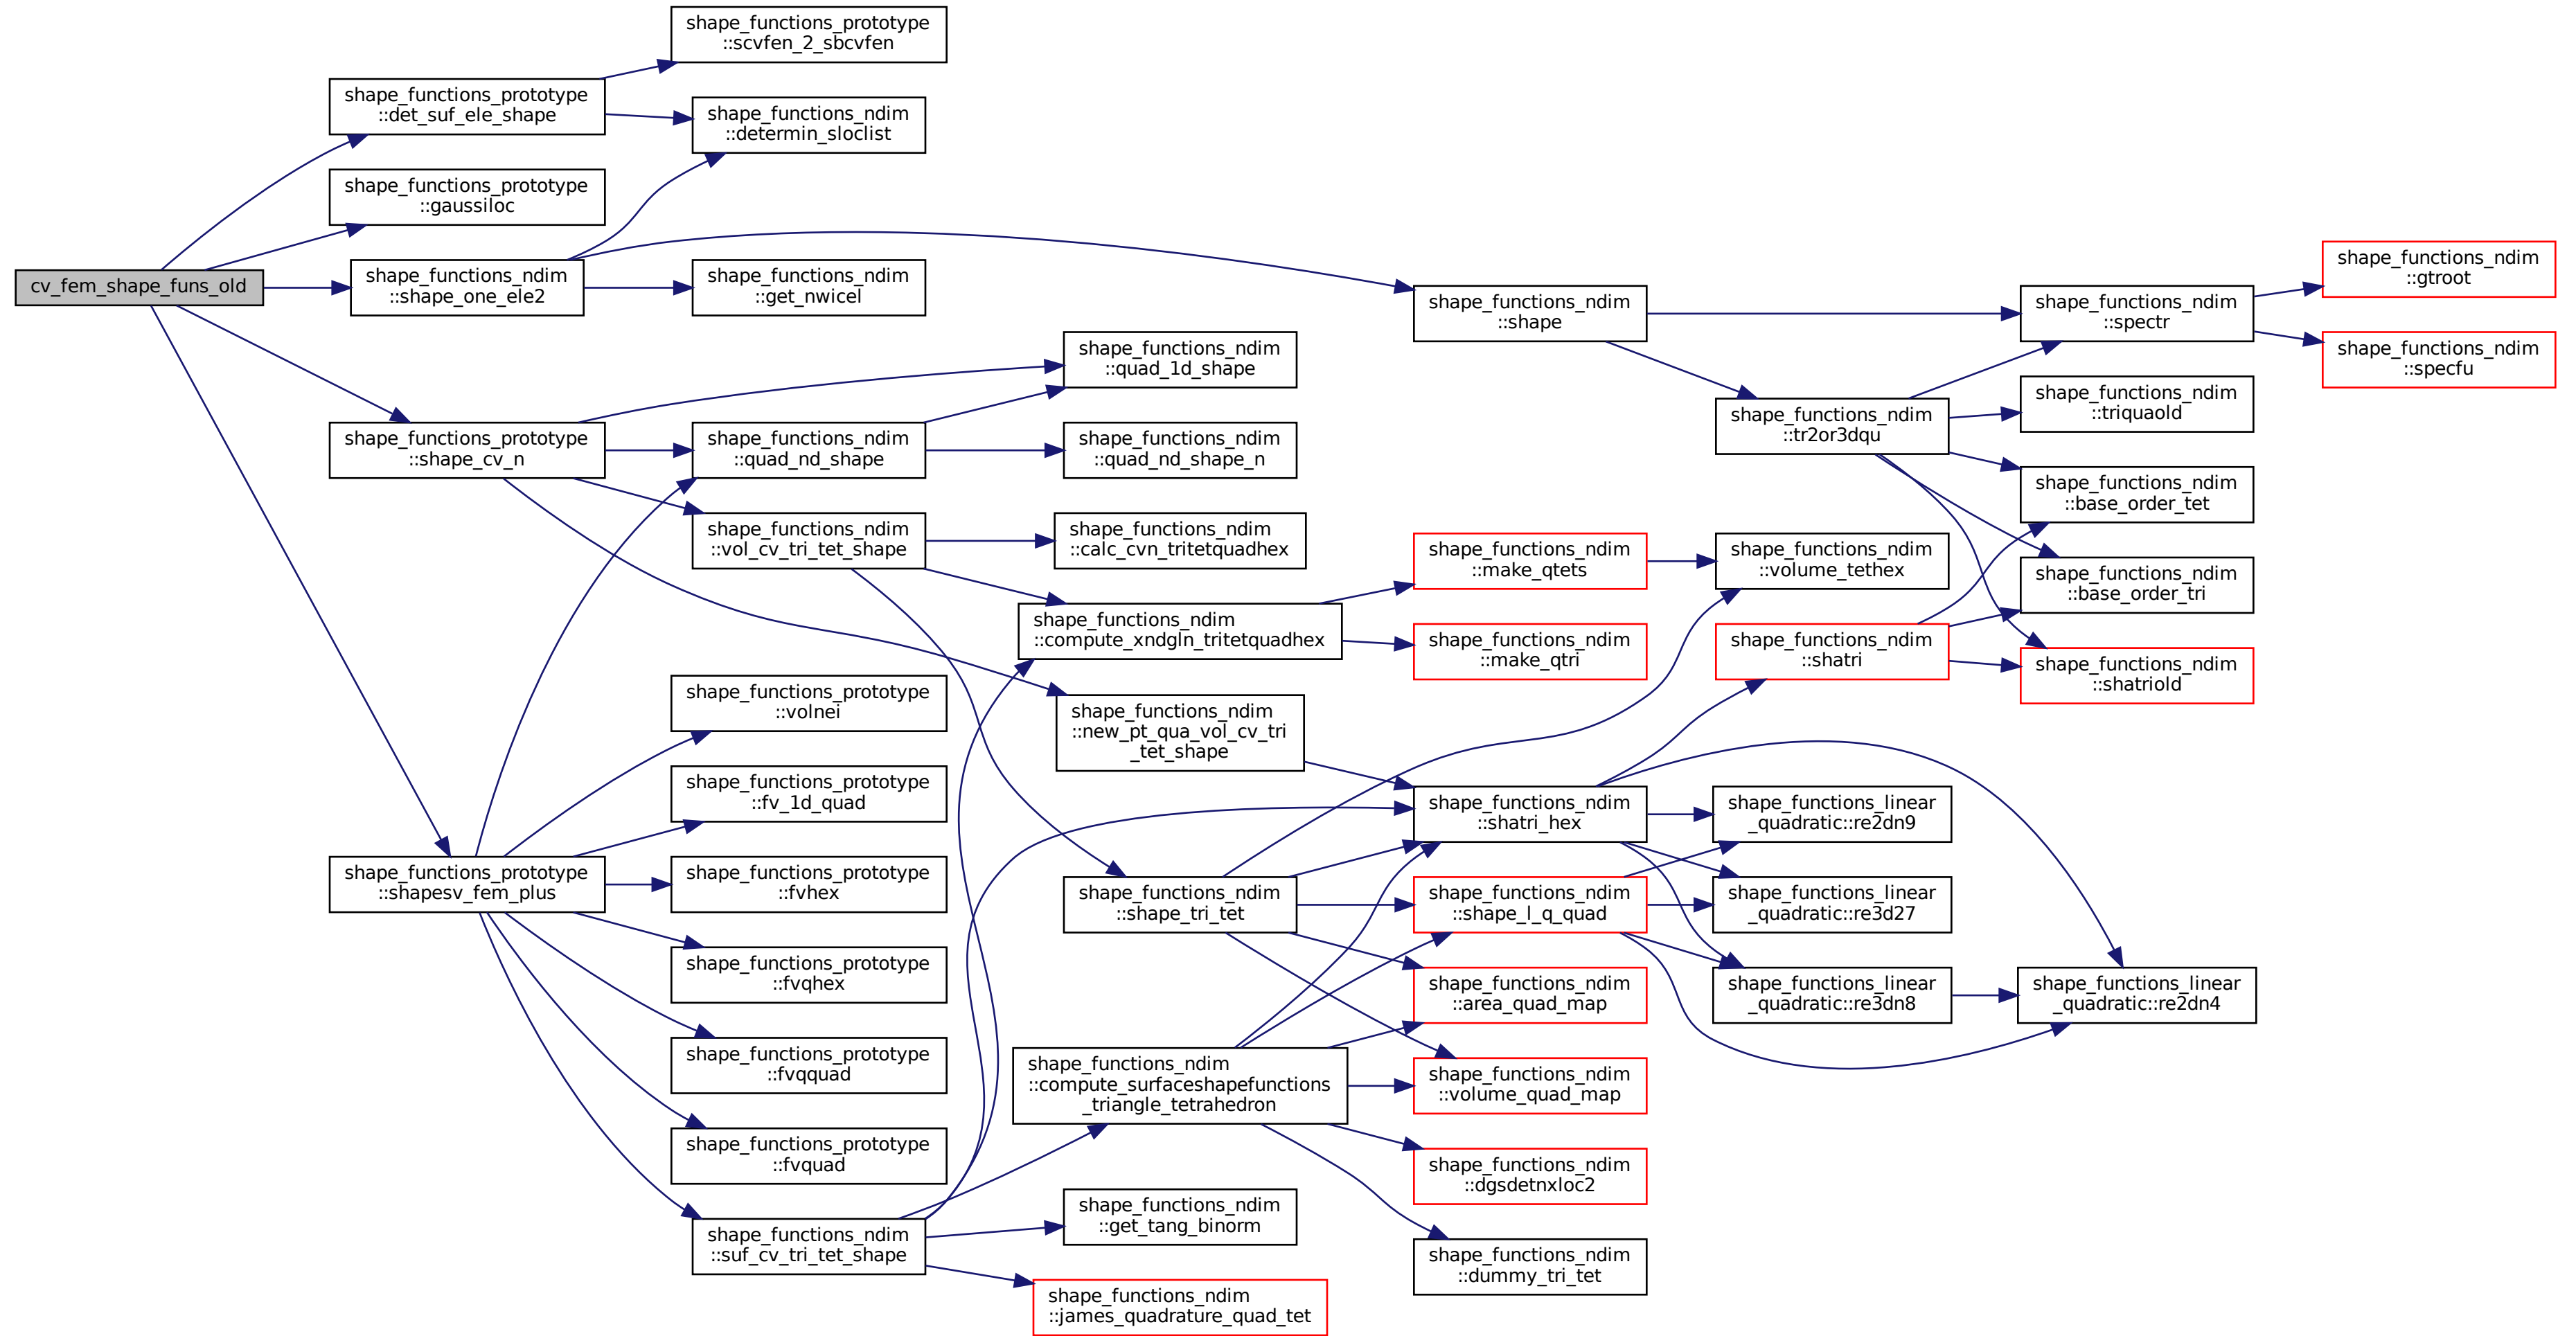 cv_fem_shape_funs_old
shape_functions_prototype
::det_suf_ele_shape
shape_functions_prototype
::gaussiloc
shape_functions_ndim
::shape_one_ele2
shape_functions_prototype
::shape_cv_n
shape_functions_prototype
::shapesv_fem_plus
shape_functions_prototype
::scvfen_2_sbcvfen
shape_functions_ndim
::determin_sloclist
shape_functions_ndim
::get_nwicel
shape_functions_ndim
::quad_nd_shape
shape_functions_ndim
::vol_cv_tri_tet_shape
shape_functions_prototype
::volnei
shape_functions_prototype
::fv_1d_quad
shape_functions_prototype
::fvhex
shape_functions_prototype
::fvqhex
shape_functions_prototype
::fvqquad
shape_functions_prototype
::fvquad
shape_functions_ndim
::suf_cv_tri_tet_shape
shape_functions_ndim
::quad_1d_shape
shape_functions_ndim
::quad_nd_shape_n
shape_functions_ndim
::calc_cvn_tritetquadhex
shape_functions_ndim
::compute_xndgln_tritetquadhex
shape_functions_ndim
::new_pt_qua_vol_cv_tri
_tet_shape
shape_functions_ndim
::shape_tri_tet
shape_functions_ndim
::compute_surfaceshapefunctions
_triangle_tetrahedron
shape_functions_ndim
::get_tang_binorm
shape_functions_ndim
::james_quadrature_quad_tet
shape_functions_ndim
::shape
shape_functions_ndim
::make_qtets
shape_functions_ndim
::make_qtri
shape_functions_ndim
::shatri_hex
shape_functions_ndim
::shape_l_q_quad
shape_functions_ndim
::area_quad_map
shape_functions_ndim
::volume_quad_map
shape_functions_ndim
::dgsdetnxloc2
shape_functions_ndim
::dummy_tri_tet
shape_functions_ndim
::tr2or3dqu
shape_functions_ndim
::volume_tethex
shape_functions_ndim
::shatri
shape_functions_linear
_quadratic::re2dn9
shape_functions_linear
_quadratic::re3d27
shape_functions_linear
_quadratic::re3dn8
shape_functions_ndim
::spectr
shape_functions_ndim
::triquaold
shape_functions_ndim
::base_order_tet
shape_functions_ndim
::base_order_tri
shape_functions_ndim
::shatriold
shape_functions_linear
_quadratic::re2dn4
shape_functions_ndim
::gtroot
shape_functions_ndim
::specfu